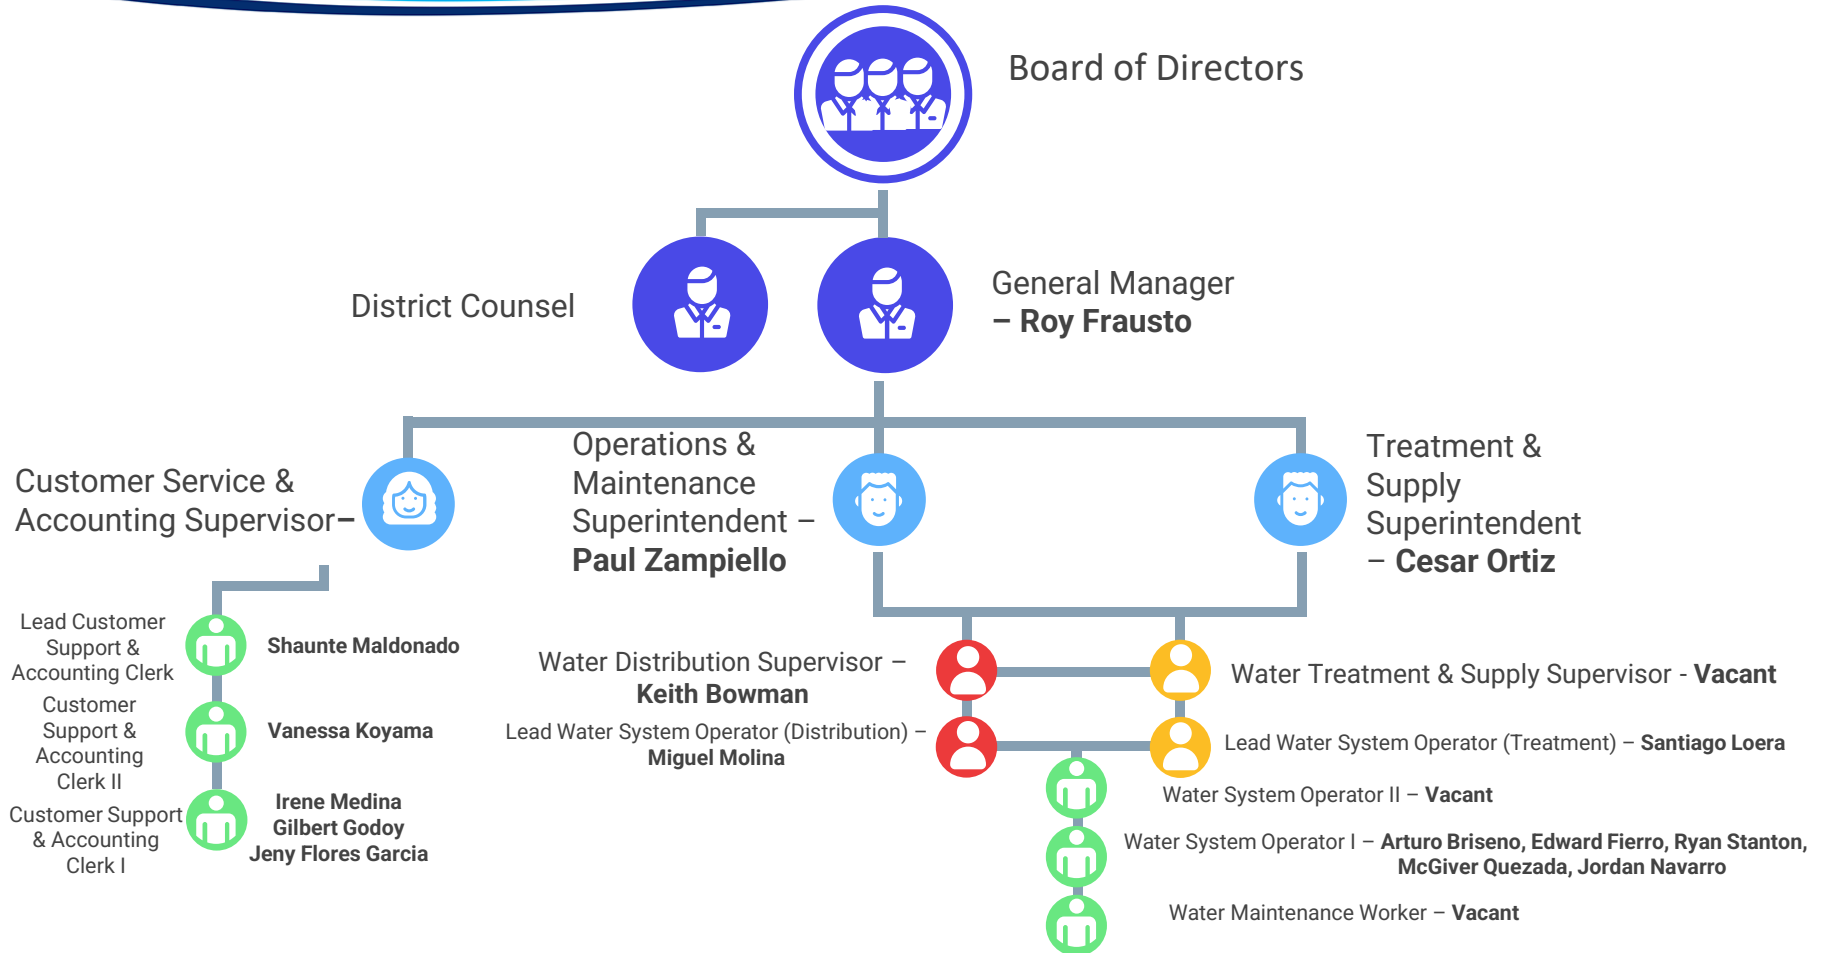 Board of Directors
District Counsel
General Manager
– Roy Frausto
Customer Service &
Accounting Supervisor–
Operations &
Maintenance
Superintendent –
Paul Zampiello
Treatment &
Supply
Superintendent
– Cesar Ortiz
Lead Customer
Support &
Accounting Clerk
Shaunte Maldonado
Customer
Support &
Accounting
Clerk II
Vanessa Koyama
Customer Support
& Accounting
Clerk I
Irene Medina
Gilbert Godoy
Jeny Flores Garcia
Water Distribution Supervisor –
Keith Bowman
Water Treatment & Supply Supervisor - Vacant
Lead Water System Operator (Distribution) –
Miguel Molina
Lead Water System Operator (Treatment) – Santiago Loera
Water System Operator II – Vacant
Water System Operator I – Arturo Briseno, Edward Fierro, Ryan Stanton,
McGiver Quezada, Jordan Navarro
Water Maintenance Worker – Vacant